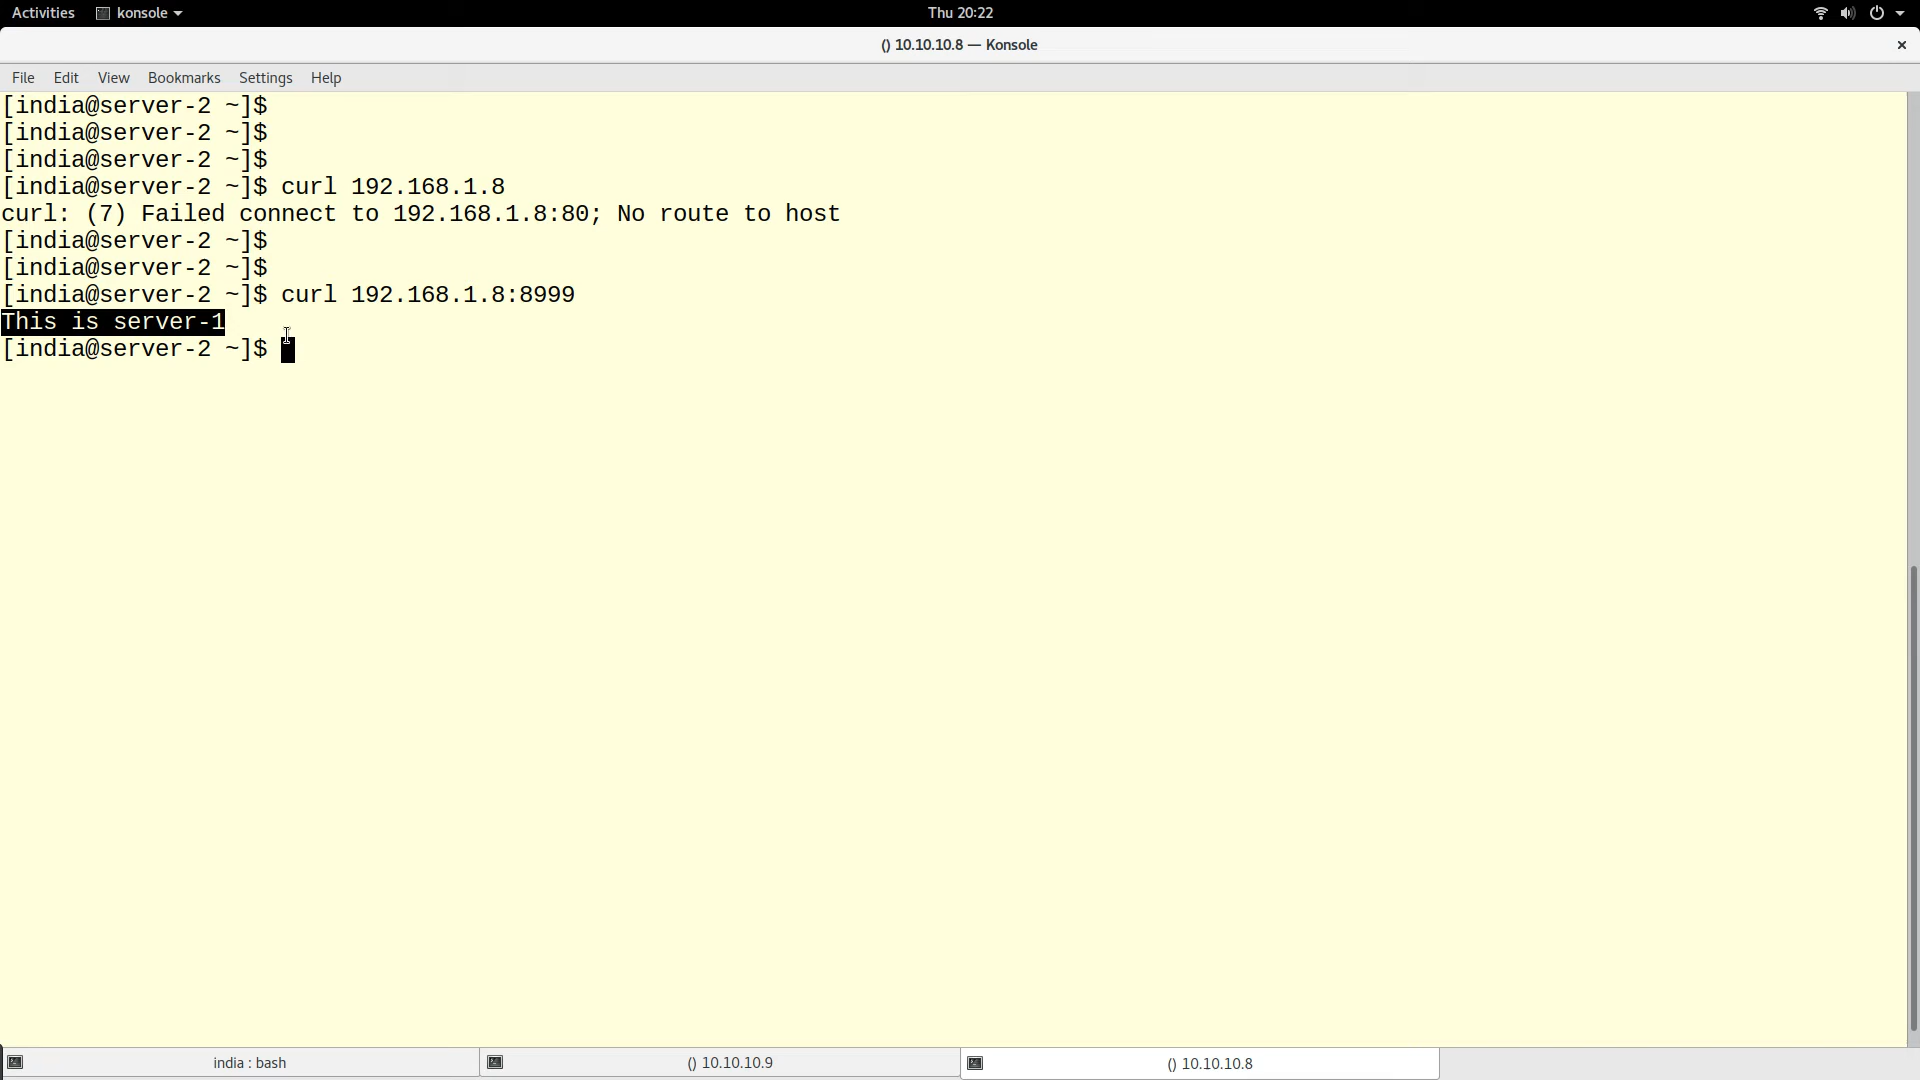 Activities konsole Thu 20:22
() 10.10.10.8 — Konsole
File Edit View Bookmarks Settings Help
[india@server-2 ~]$
[india@server-2 ~]$
[india@server-2 ~]$
[india@server-2 ~]$ curl 192.168.1.8
curl: (7) Failed connect to 192.168.1.8:80; No route to host
[india@server-2 ~]$
[india@server-2 ~]$
[india@server-2 ~]$ curl 192.168.1.8:8999
This is server-1
[india@server-2 ~]$
india : bash () 10.10.10.9 () 10.10.10.8